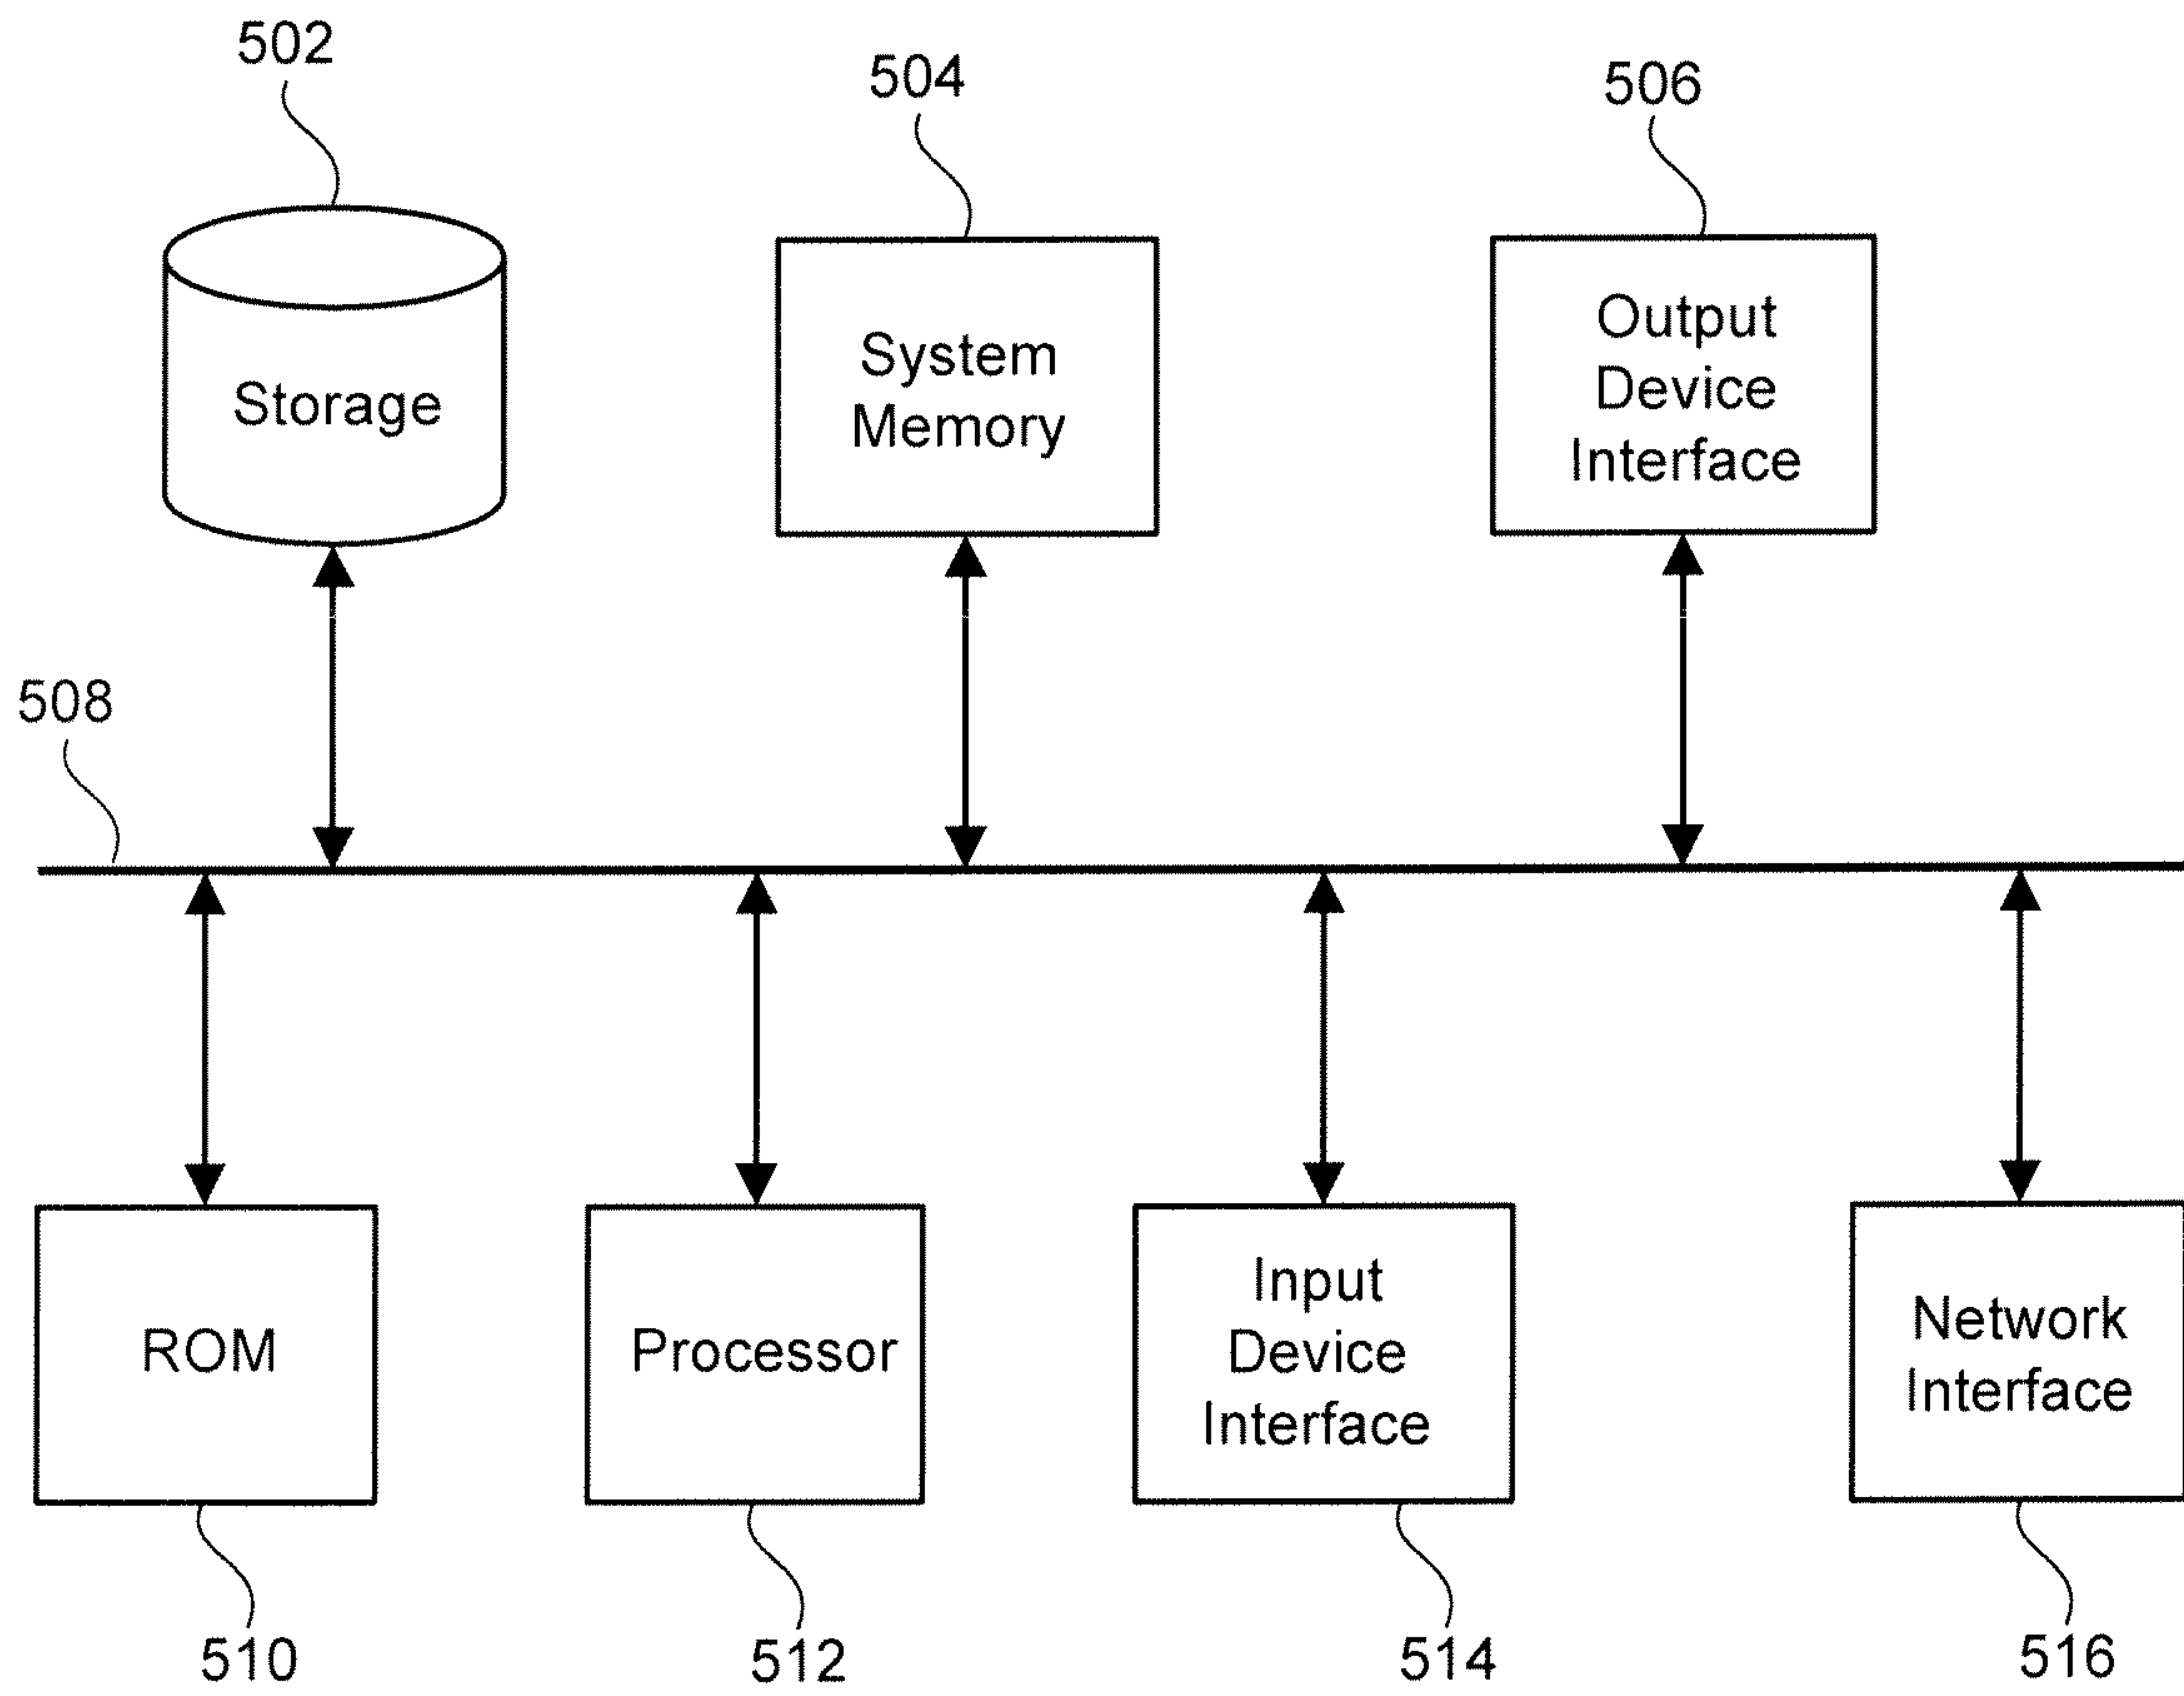 502
504
506
Storage
System
Memory
Output
Device
Interface
508
ROM
Processor
Input
Device
Interface
Network
Interface
510
512
514
516